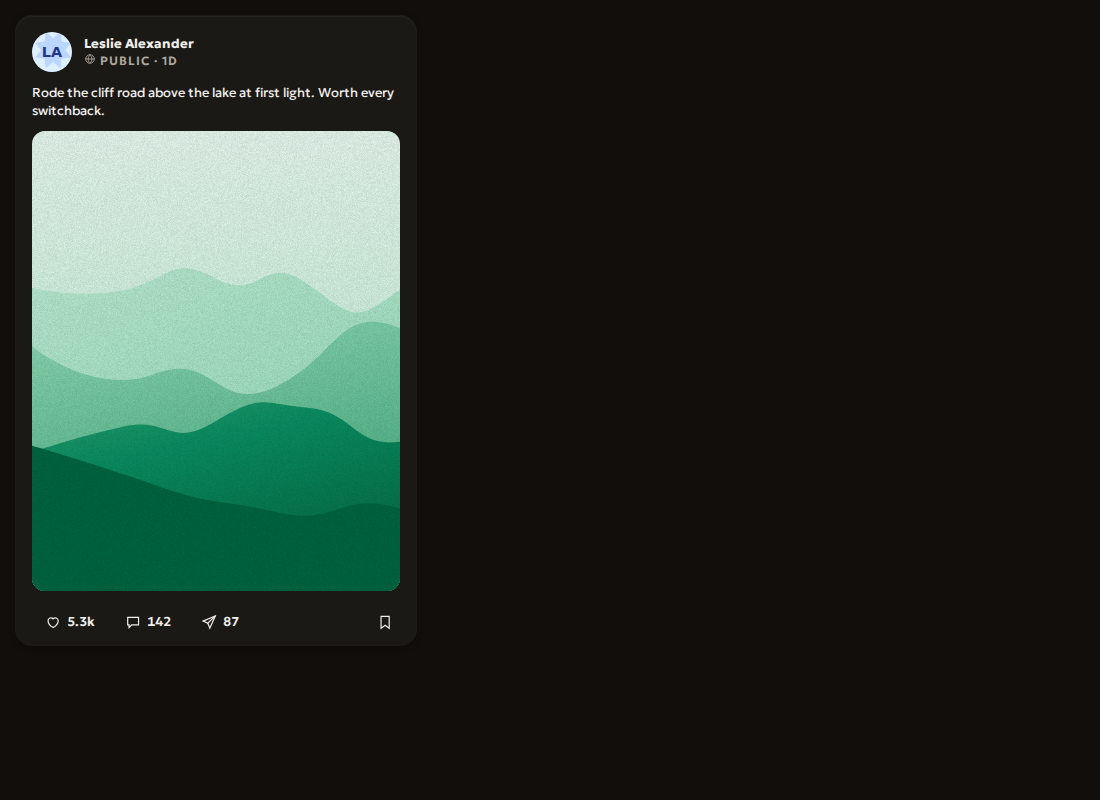 LA
Leslie Alexander
PUBLIC · 1D
Rode the cliff road above the lake at first light. Worth every
switchback.
5.3k 142 87